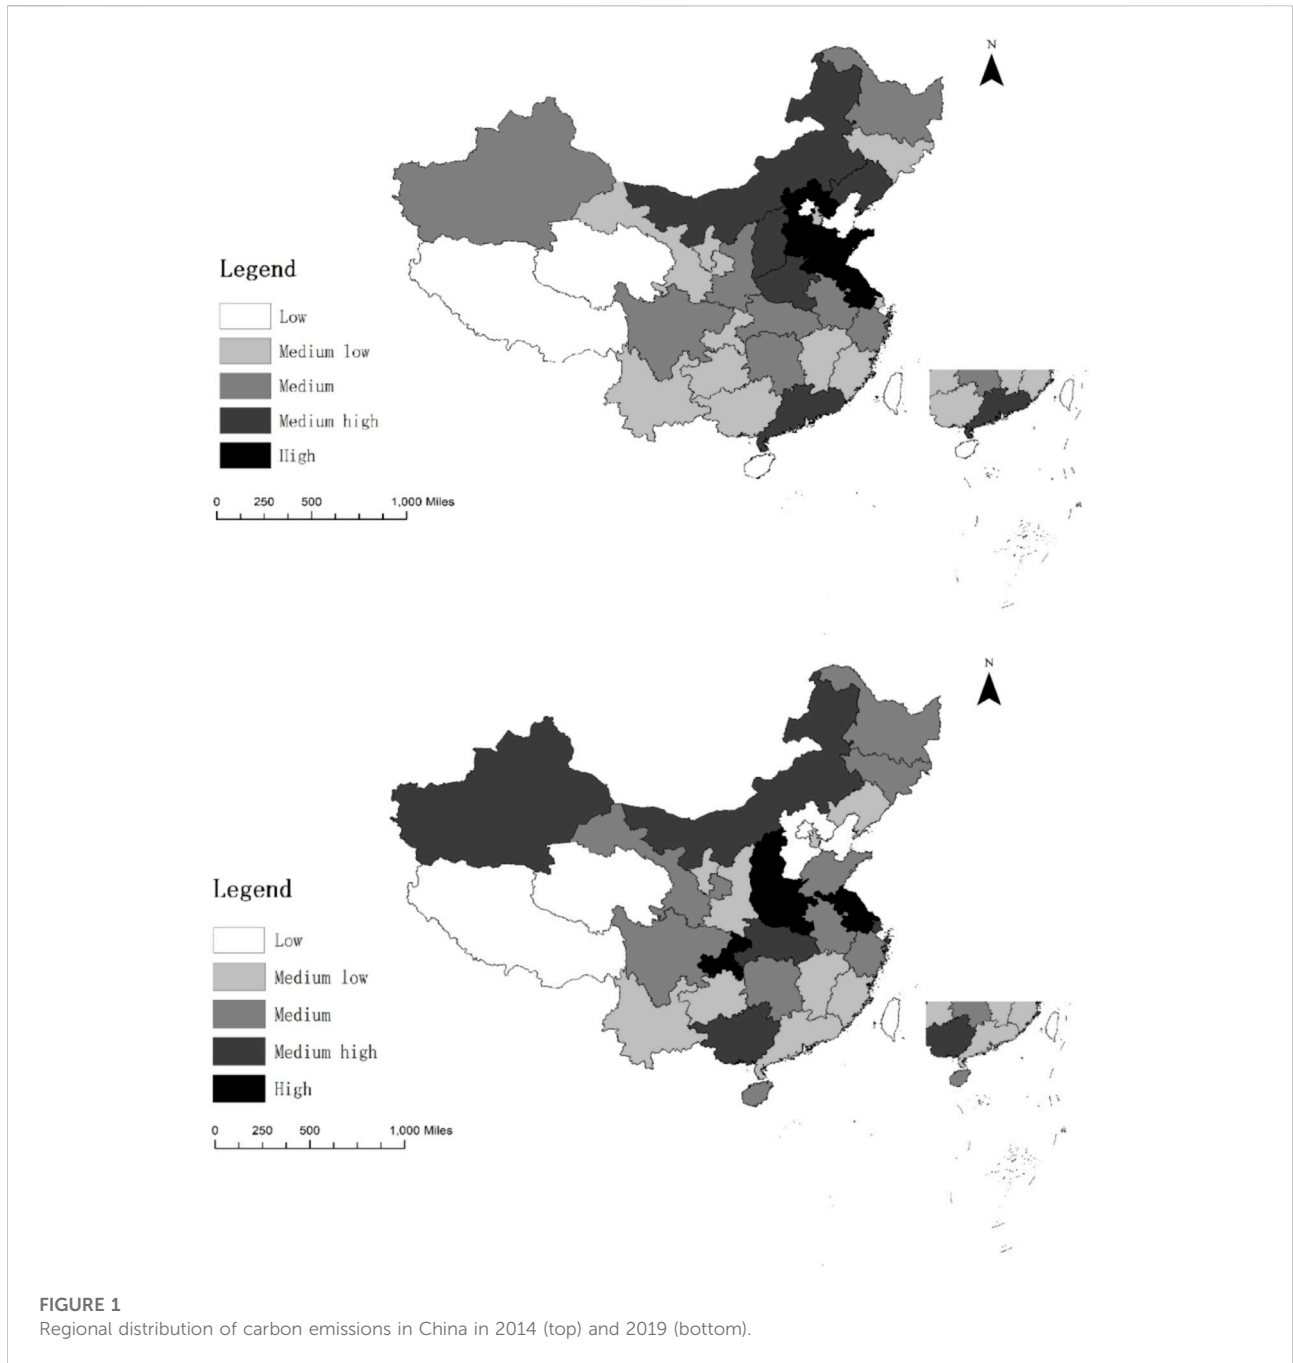 N
Legend
Low
Medium low
Medium
Medium high
High
0 250 500 1,000 Miles
N
Legend
Low
Medium low
Medium
Medium high
High
0 250 500 1,000 Miles
FIGURE 1
Regional distribution of carbon emissions in China in 2014 (top) and 2019 (bottom).